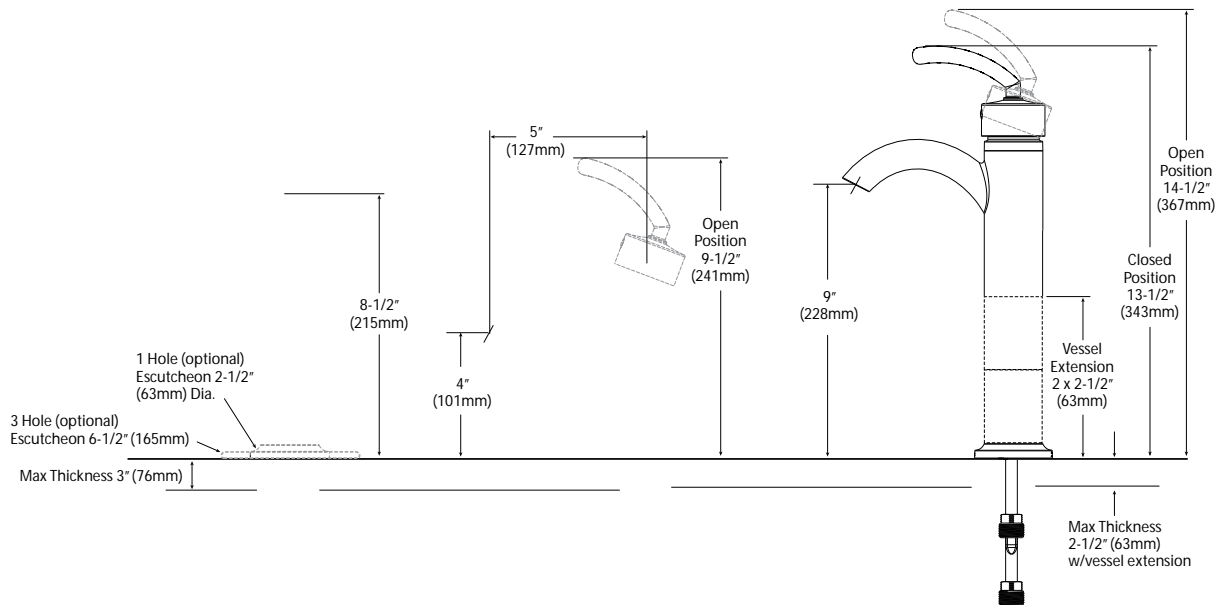 5"
(127mm)
Open
Position
9-1/2"
(241mm)
8-1/2"
(215mm)
4"
(101mm)
9"
(228mm)
Open
Position
14-1/2"
(367mm)
Closed
Position
13-1/2"
(343mm)
Vessel
Extension
2 x 2-1/2"
(63mm)
1 Hole (optional)
Escutcheon 2-1/2"
(63mm) Dia.
3 Hole (optional)
Escutcheon 6-1/2" (165mm)
Max Thickness 3" (76mm)
Max Thickness
2-1/2" (63mm)
w/vessel extension